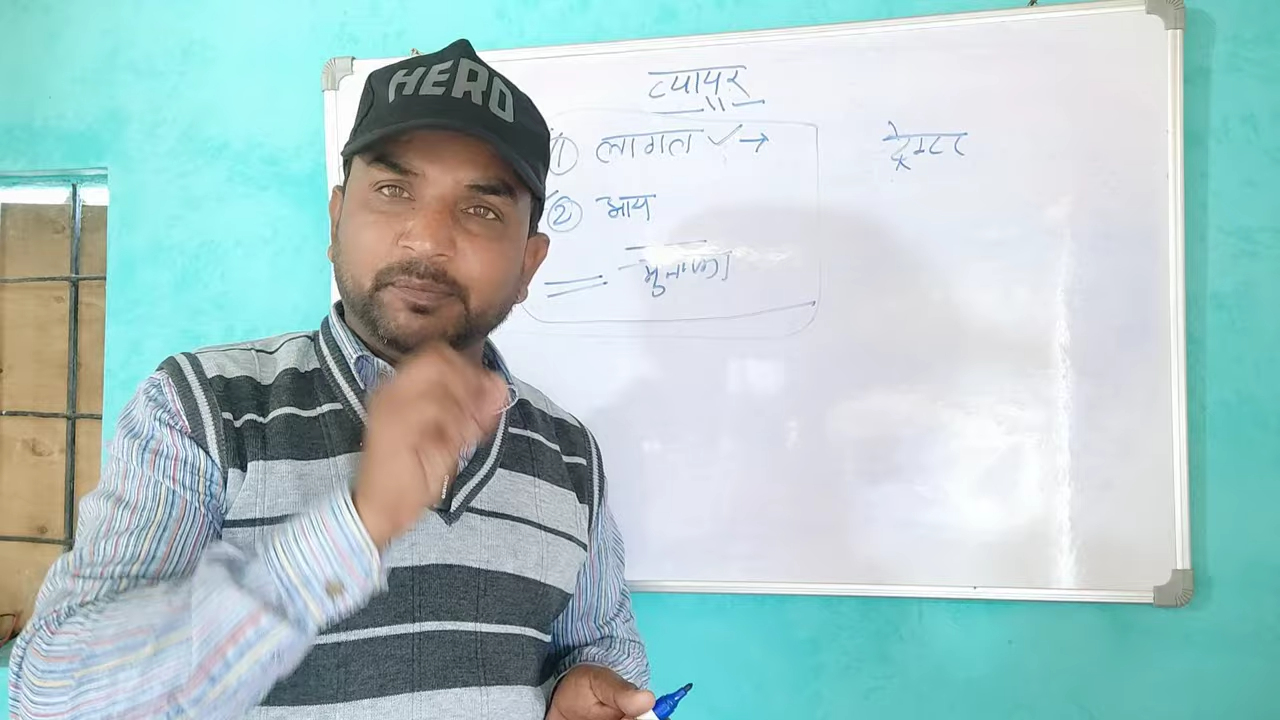 HERO
व्यापर
① लागत ✓ →
ट्रेक्टर
② आय
= मुनाफा